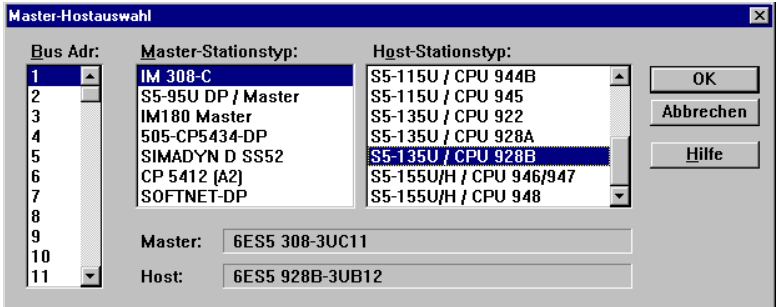 Master-Hostauswahl
Bus Adr:
1
2
3
4
5
6
7
8
9
10
11
Master-Stationstyp:
IM 308-C
S5-95U DP / Master
IM180 Master
505-CP5434-DP
SIMADYN D SS52
CP 5412 (A2)
SOFTNET-DP
Host-Stationstyp:
S5-115U / CPU 944B
S5-115U / CPU 945
S5-135U / CPU 922
S5-135U / CPU 928A
S5-135U / CPU 928B
S5-155U/H / CPU 946/947
S5-155U/H / CPU 948
OK
Abbrechen
Hilfe
Master: 6ES5 308-3UC11
Host: 6ES5 928B-3UB12